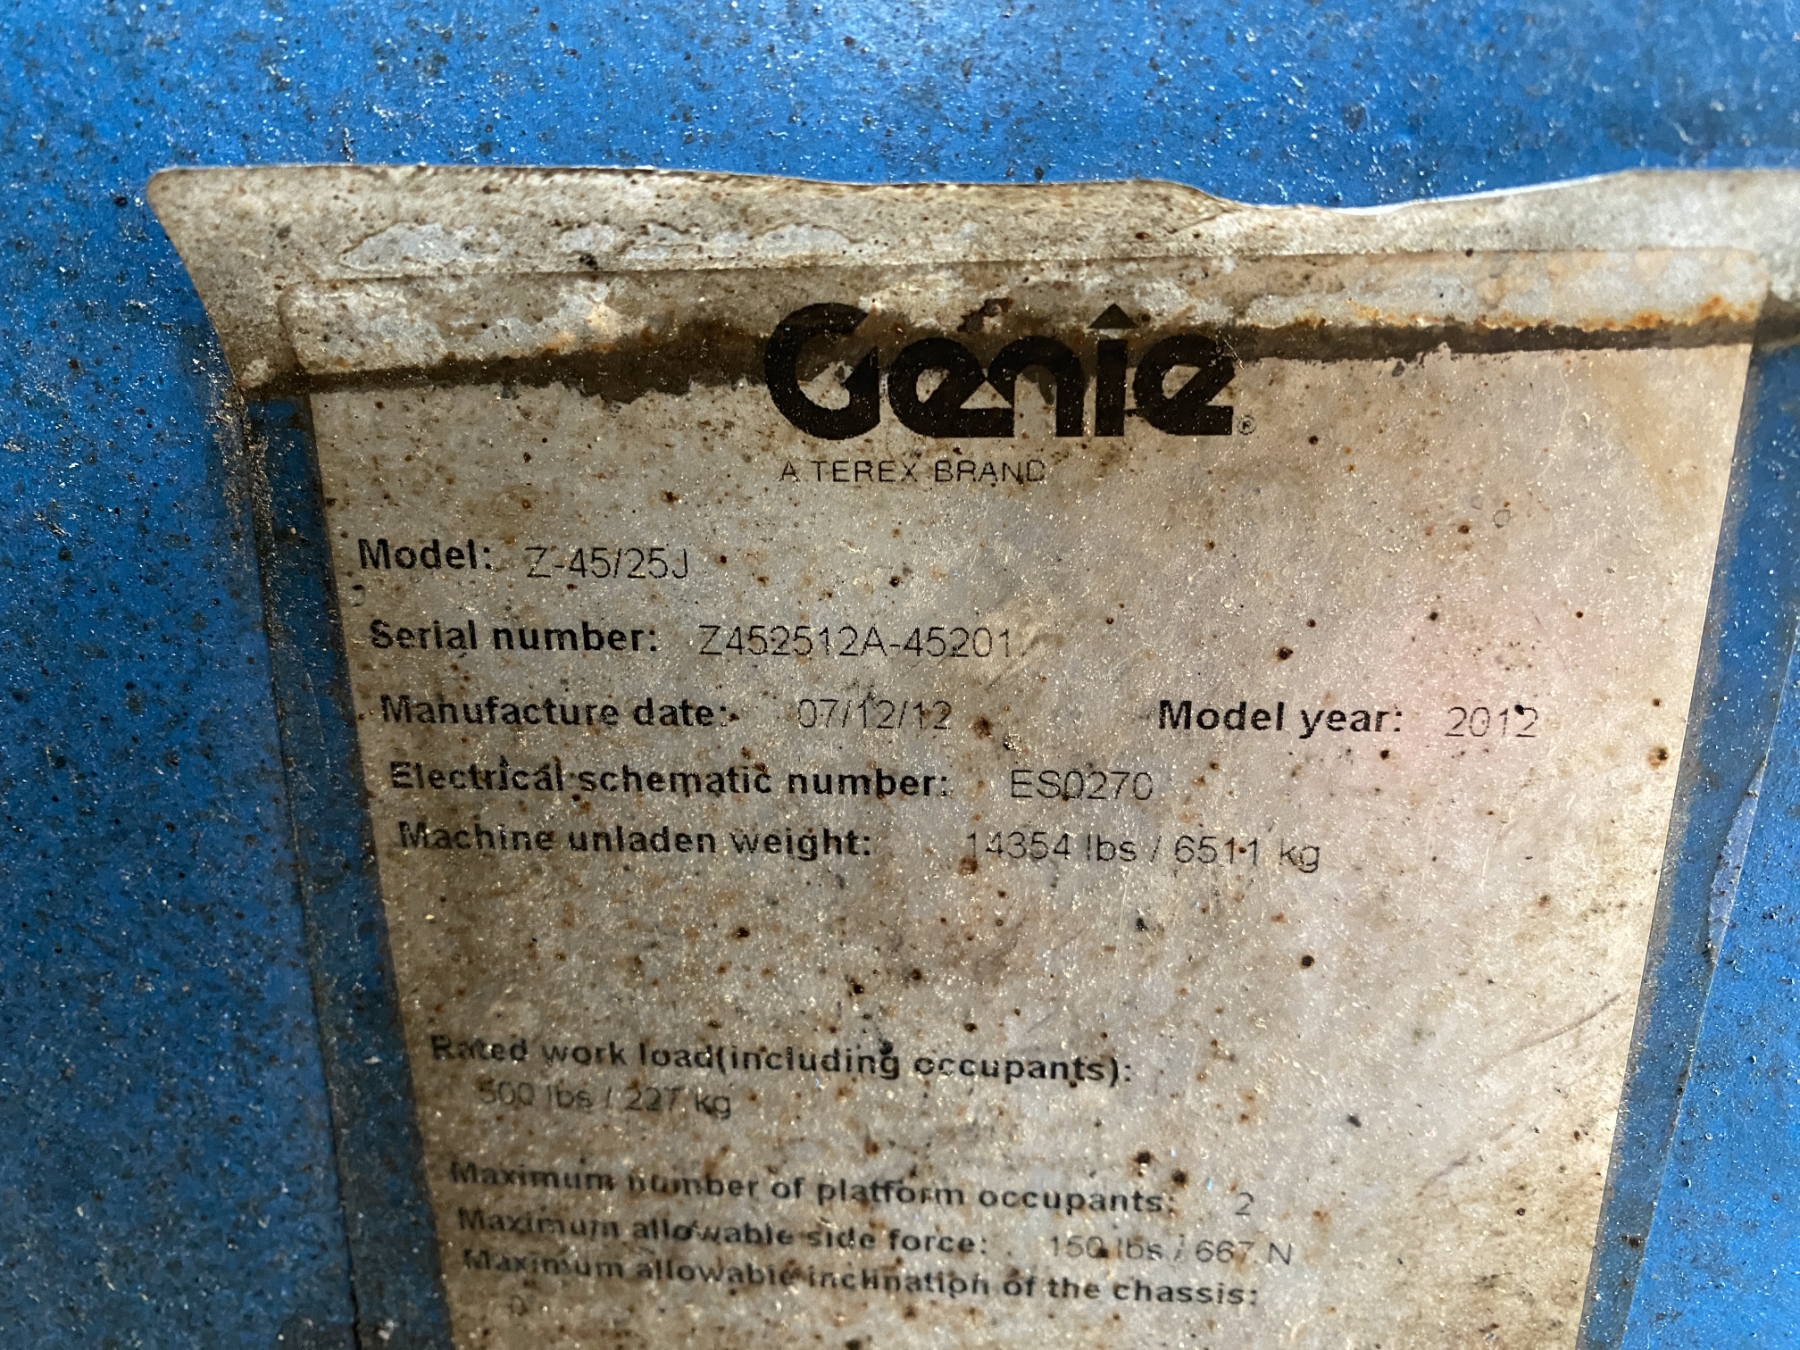 Genie®
A TEREX BRAND
Model: Z-45/25J
Serial number: Z452512A-45201
Manufacture date: 07/12/12 Model year: 2012
Electrical schematic number: ES0270
Machine unladen weight: 14354 lbs / 6511 kg
Rated work load(including occupants):
500 lbs / 227 kg
Maximum number of platform occupants: 2
Maximum allowable side force: 150 lbs / 667 N
Maximum allowable inclination of the chassis:
0